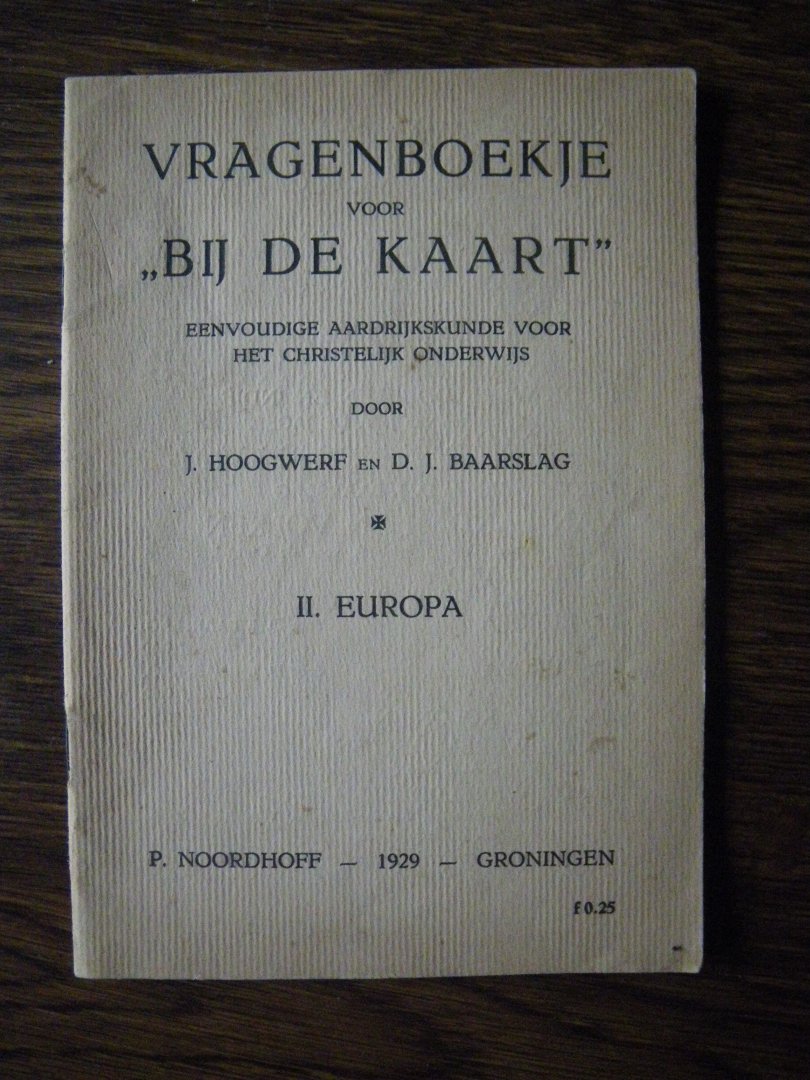 VRAGENBOEKJE
VOOR
„BIJ DE KAART”
EENVOUDIGE AARDRIJKSKUNDE VOOR
HET CHRISTELIJK ONDERWIJS
DOOR
J. HOOGWERF EN D. J. BAARSLAG
II. EUROPA
P. NOORDHOFF — 1929 — GRONINGEN
f 0.25